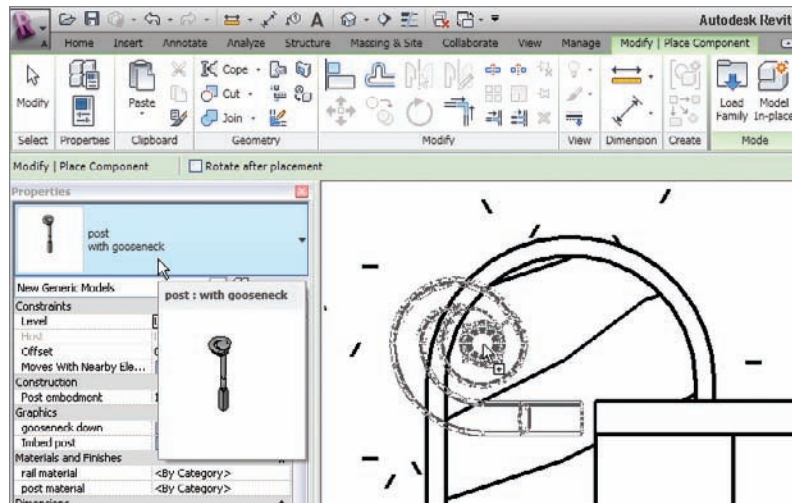 Autodesk Revit
Home Insert Annotate Analyze Structure Massing & Site Collaborate View Manage Modify | Place Component
Modify Paste Cope Cut Join Load Family Model In-place
Select Properties Clipboard Geometry Modify View Dimension Create Mode
Modify | Place Component Rotate after placement
Properties
post
with gooseneck
New Generic Models
post : with gooseneck
Constraints
Level
Host
Offset
Moves With Nearby Ele...
Construction
Post embodment
Graphics
gooseneck down
Imbed post
Materials and Finishes
rail material <By Category>
post material <By Category>
Dimensions